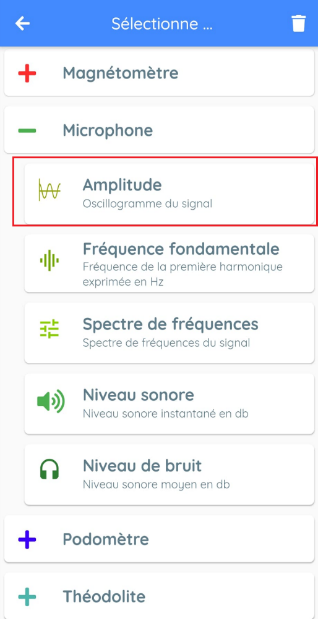 Sélectionne ...
Magnétomètre
Microphone
Amplitude
Oscillogramme du signal
Fréquence fondamentale
Fréquence de la première harmonique
exprimée en Hz
Spectre de fréquences
Spectre de fréquences du signal
Niveau sonore
Niveau sonore instantané en db
Niveau de bruit
Niveau sonore moyen en db
Podomètre
Théodolite